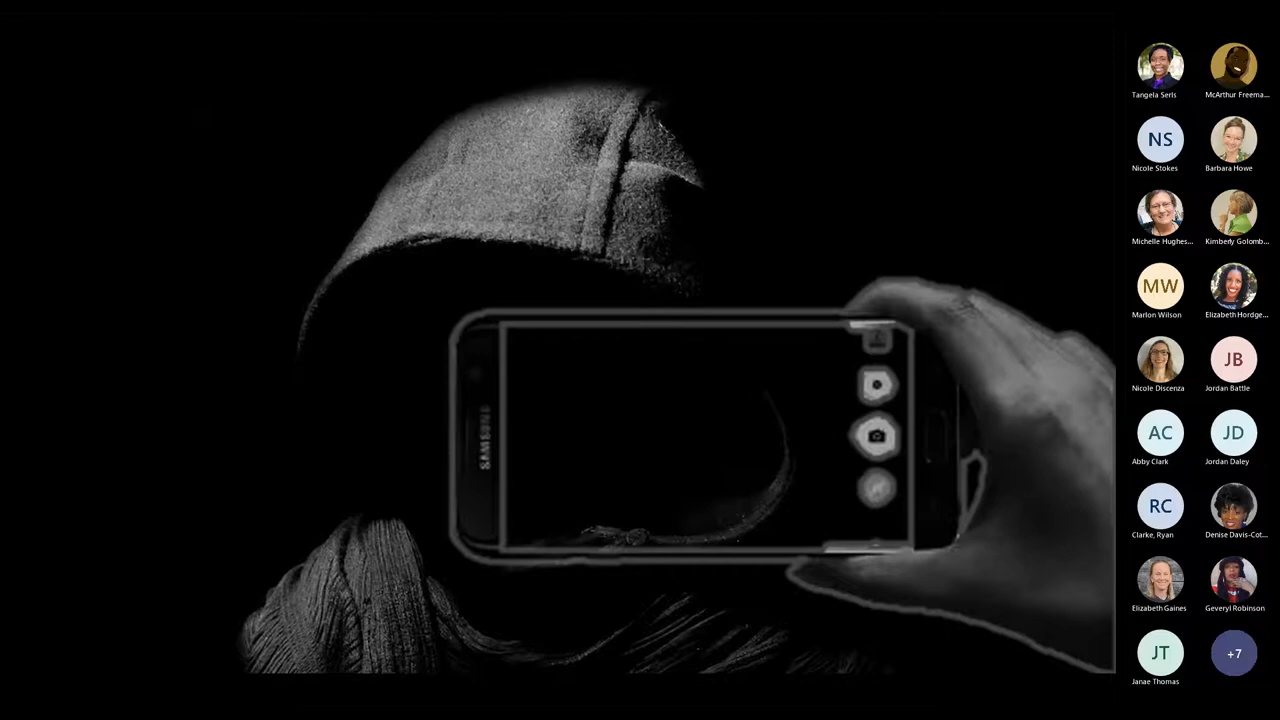 SAMSUNG
Tangela Serls
McArthur Freema...
NS
Nicole Stokes
Barbara Howe
Michelle Hughes...
Kimberly Golomb...
MW
Marlon Wilson
Elizabeth Hordge...
Nicole Discenza
JB
Jordan Battle
AC
Abby Clark
JD
Jordan Daley
RC
Clarke, Ryan
Denise Davis-Cot...
Elizabeth Gaines
Geveryl Robinson
JT
Janae Thomas
+7